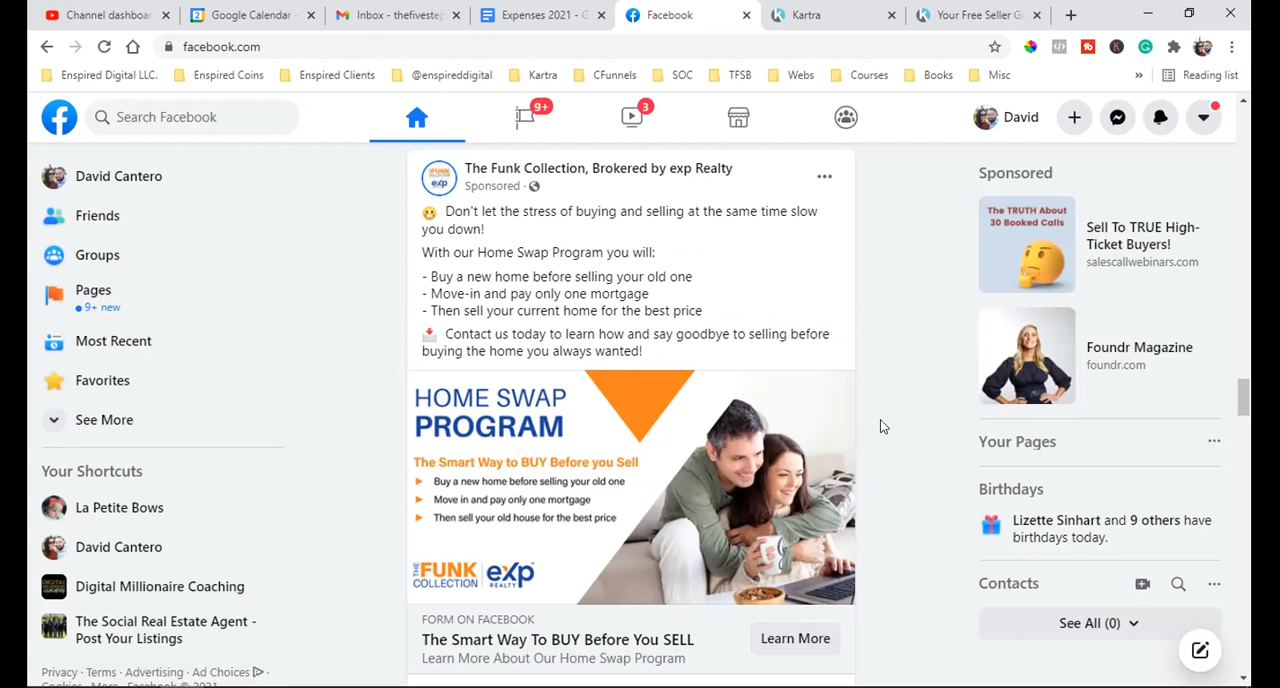 Channel dashboar
Google Calendar -
Inbox - thefivestep
Expenses 2021 - G
Facebook
Kartra
Your Free Seller G
facebook.com
Enspired Digital LLC.
Enspired Coins
Enspired Clients
@enspireddigital
Kartra
CFunnels
SOC
TFSB
Webs
Courses
Books
Misc
»
Reading list
Search Facebook
9+
3
David
David Cantero
Friends
Groups
Pages
9+ new
Most Recent
Favorites
See More
Your Shortcuts
La Petite Bows
David Cantero
Digital Millionaire Coaching
The Social Real Estate Agent -
Post Your Listings
Privacy · Terms · Advertising · Ad Choices
Cookies · More · Facebook © 2021
The Funk Collection, Brokered by exp Realty
Sponsored ·
Don't let the stress of buying and selling at the same time slow
you down!
With our Home Swap Program you will:
- Buy a new home before selling your old one
- Move-in and pay only one mortgage
- Then sell your current home for the best price
Contact us today to learn how and say goodbye to selling before
buying the home you always wanted!
HOME SWAP
PROGRAM
The Smart Way to BUY Before you Sell
Buy a new home before selling your old one
Move in and pay only one mortgage
Then sell your old house for the best price
THE FUNK
COLLECTION
exp
REALTY
FORM ON FACEBOOK
The Smart Way To BUY Before You SELL
Learn More About Our Home Swap Program
Learn More
Sponsored
The TRUTH About
30 Booked Calls
Sell To TRUE High-
Ticket Buyers!
salescallwebinars.com
Foundr Magazine
foundr.com
Your Pages
Birthdays
Lizette Sinhart and 9 others have
birthdays today.
Contacts
See All (0)